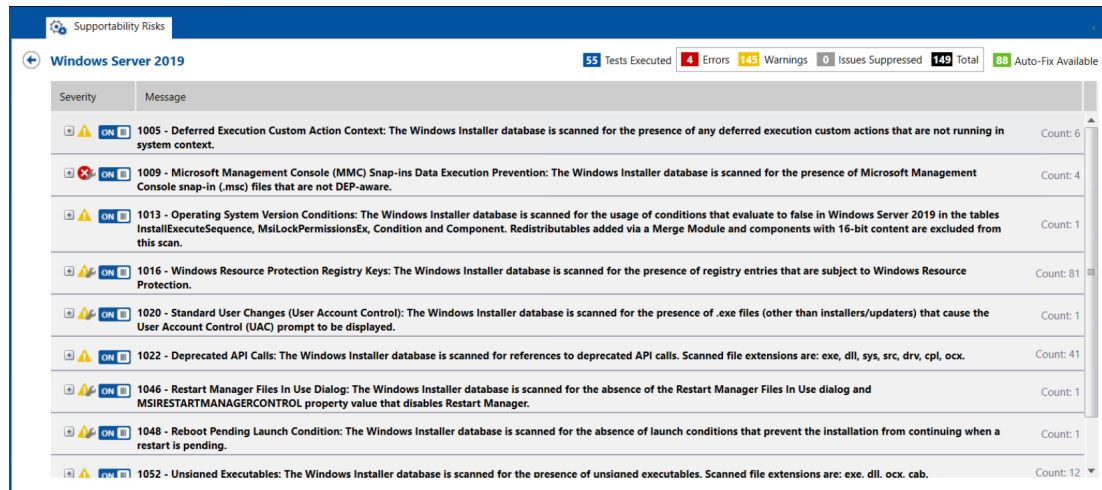 Supportability Risks
Windows Server 2019
55 Tests Executed 4 Errors 145 Warnings 0 Issues Suppressed 149 Total 88 Auto-Fix Available
Severity Message
ON 1005 - Deferred Execution Custom Action Context: The Windows Installer database is scanned for the presence of any deferred execution custom actions that are not running in
system context.
Count: 6
ON 1009 - Microsoft Management Console (MMC) Snap-ins Data Execution Prevention: The Windows Installer database is scanned for the presence of Microsoft Management
Console snap-in (.msc) files that are not DEP-aware.
Count: 4
ON 1013 - Operating System Version Conditions: The Windows Installer database is scanned for the usage of conditions that evaluate to false in Windows Server 2019 in the tables
InstallExecuteSequence, MsiLockPermissionsEx, Condition and Component. Redistributables added via a Merge Module and components with 16-bit content are excluded from
this scan.
Count: 1
ON 1016 - Windows Resource Protection Registry Keys: The Windows Installer database is scanned for the presence of registry entries that are subject to Windows Resource
Protection.
Count: 81
ON 1020 - Standard User Changes (User Account Control): The Windows Installer database is scanned for the presence of .exe files (other than installers/updaters) that cause the
User Account Control (UAC) prompt to be displayed.
Count: 1
ON 1022 - Deprecated API Calls: The Windows Installer database is scanned for references to deprecated API calls. Scanned file extensions are: exe, dll, sys, src, drv, cpl, ocx.
Count: 41
ON 1046 - Restart Manager Files In Use Dialog: The Windows Installer database is scanned for the absence of the Restart Manager Files In Use dialog and
MSIRESTARTMANAGERCONTROL property value that disables Restart Manager.
Count: 1
ON 1048 - Reboot Pending Launch Condition: The Windows Installer database is scanned for the absence of launch conditions that prevent the installation from continuing when a
restart is pending.
Count: 1
ON 1052 - Unsigned Executables: The Windows Installer database is scanned for the presence of unsigned executables. Scanned file extensions are: exe, dll, ocx, cab.
Count: 12